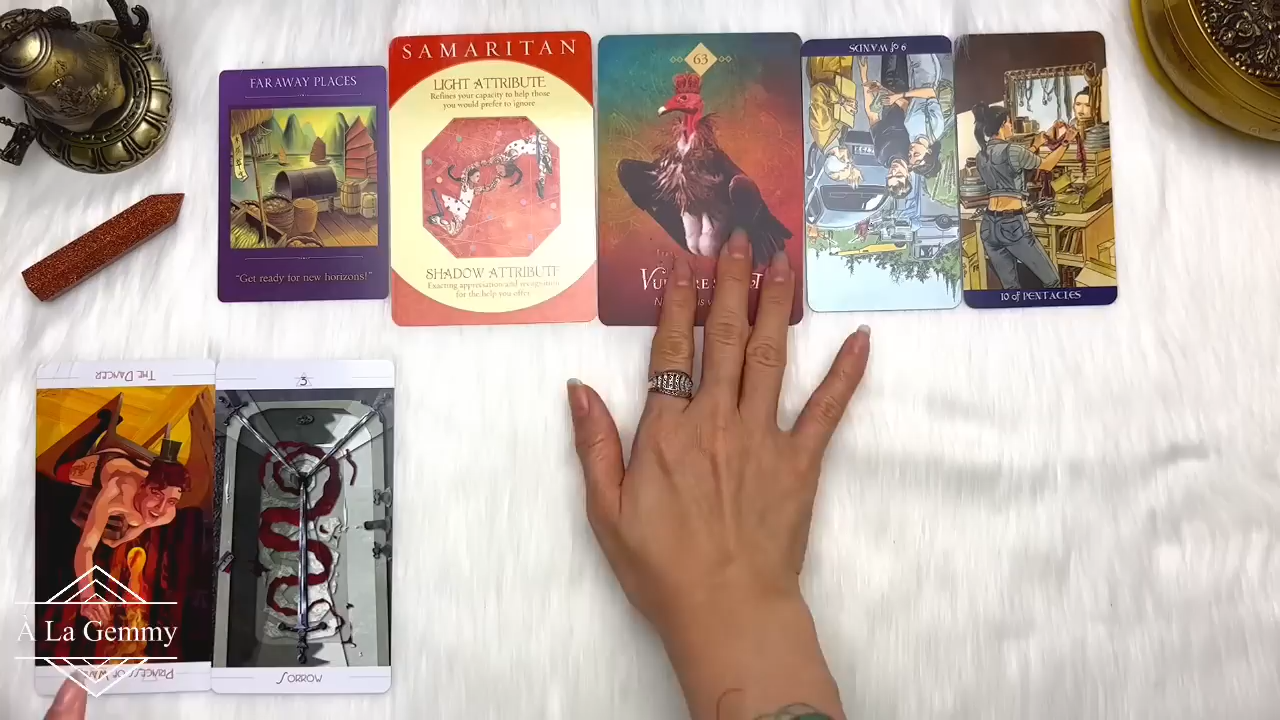 FAR AWAY PLACES
"Get ready for new horizons!"
SAMARITAN
LIGHT ATTRIBUTE
Refines your capacity to help those
you would prefer to ignore
SHADOW ATTRIBUTE
Exacting appreciation and recognition
for the help you offer
63
9 of WANDS
10 of PENTACLES
THE DANCER
3
SORROW
À LA GEMMY